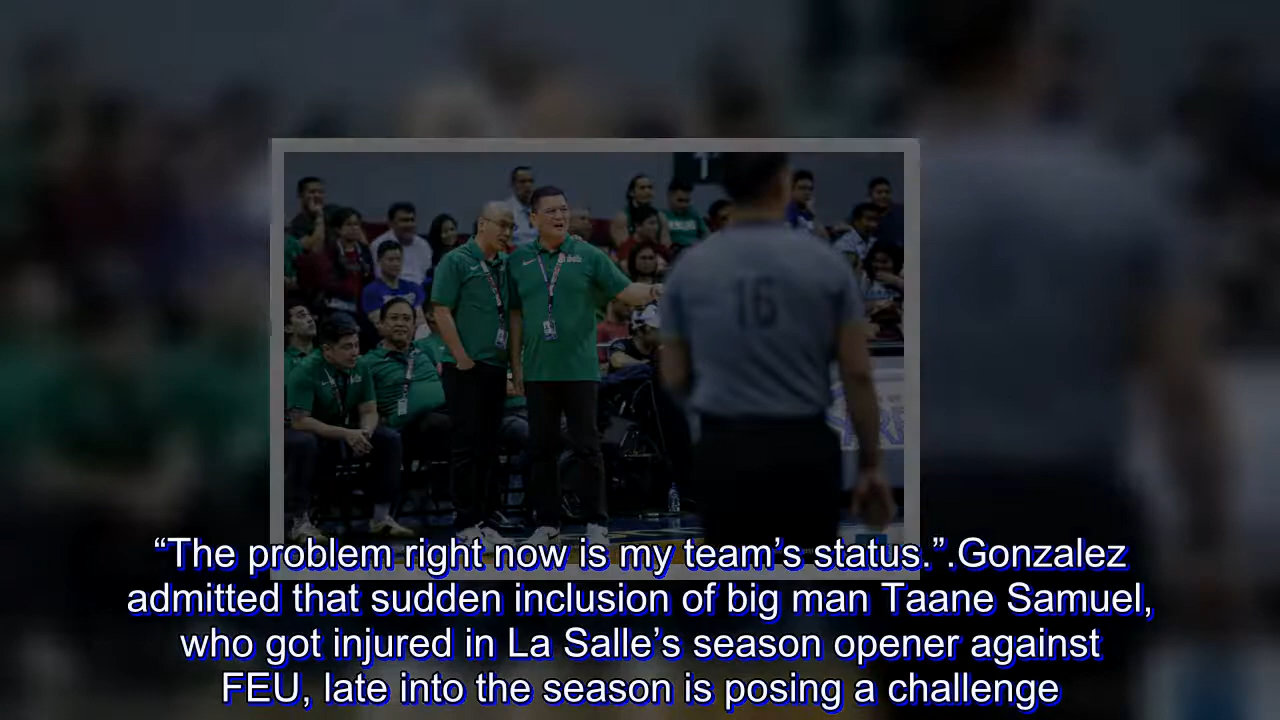 16
“The problem right now is my team’s status.”.Gonzalez
admitted that sudden inclusion of big man Taane Samuel,
who got injured in La Salle’s season opener against
FEU, late into the season is posing a challenge